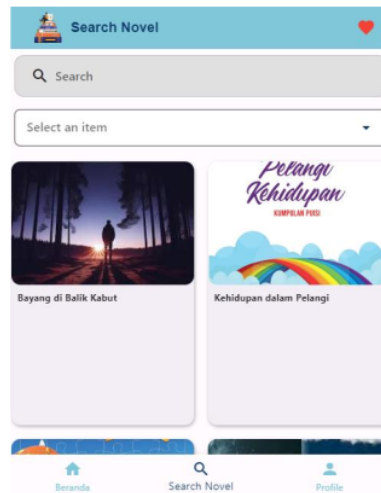 Search Novel
Search
Select an item
Pelangi
Kehidupan
KUMPULAN PUISI
Bayang di Balik Kabut
Kehidupan dalam Pelangi
Beranda
Search Novel
Profile